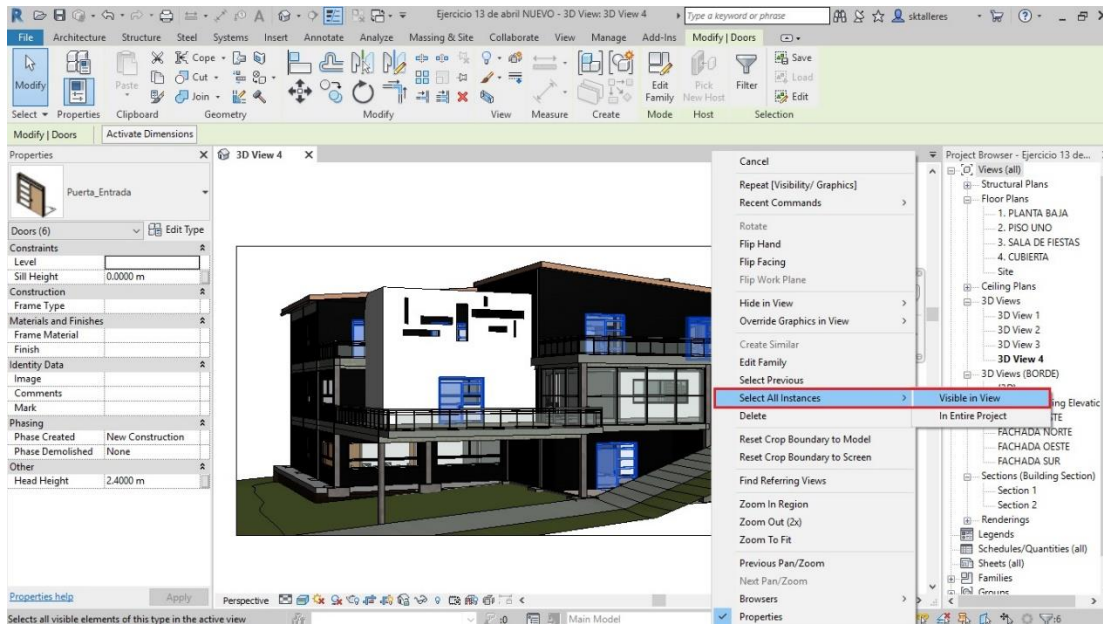 Ejercicio 13 de abril NUEVO - 3D View: 3D View 4
Type a keyword or phrase
sktalleres
File Architecture Structure Steel Systems Insert Annotate Analyze Massing & Site Collaborate View Manage Add-Ins Modify | Doors
Modify
Paste
Cope
Cut
Join
Edit Family
Pick New Host
Filter
Save
Load
Edit
Select Properties Clipboard Geometry Modify View Measure Create Mode Host Selection
Modify | Doors Activate Dimensions
Properties
Puerta_Entrada
Doors (6) Edit Type
Constraints
Level
Sill Height 0.0000 m
Construction
Frame Type
Materials and Finishes
Frame Material
Finish
Identity Data
Image
Comments
Mark
Phasing
Phase Created New Construction
Phase Demolished None
Other
Head Height 2.4000 m
Properties help Apply
3D View 4
Perspective
Cancel
Repeat [Visibility/ Graphics]
Recent Commands
Rotate
Flip Hand
Flip Facing
Flip Work Plane
Hide in View
Override Graphics in View
Create Similar
Edit Family
Select Previous
Select All Instances
Delete
Reset Crop Boundary to Model
Reset Crop Boundary to Screen
Find Referring Views
Zoom In Region
Zoom Out (2x)
Zoom To Fit
Previous Pan/Zoom
Next Pan/Zoom
Browsers
Properties
Visible in View
In Entire Project
Project Browser - Ejercicio 13 de...
Views (all)
Structural Plans
Floor Plans
1. PLANTA BAJA
2. PISO UNO
3. SALA DE FIESTAS
4. CUBIERTA
Site
Ceiling Plans
3D Views
3D View 1
3D View 2
3D View 3
3D View 4
3D Views (BORDE)
FACHADA NORTE
FACHADA OESTE
FACHADA SUR
Sections (Building Section)
Section 1
Section 2
Renderings
Legends
Schedules/Quantities (all)
Sheets (all)
Families
Groups
Selects all visible elements of this type in the active view
:0
Main Model
:6